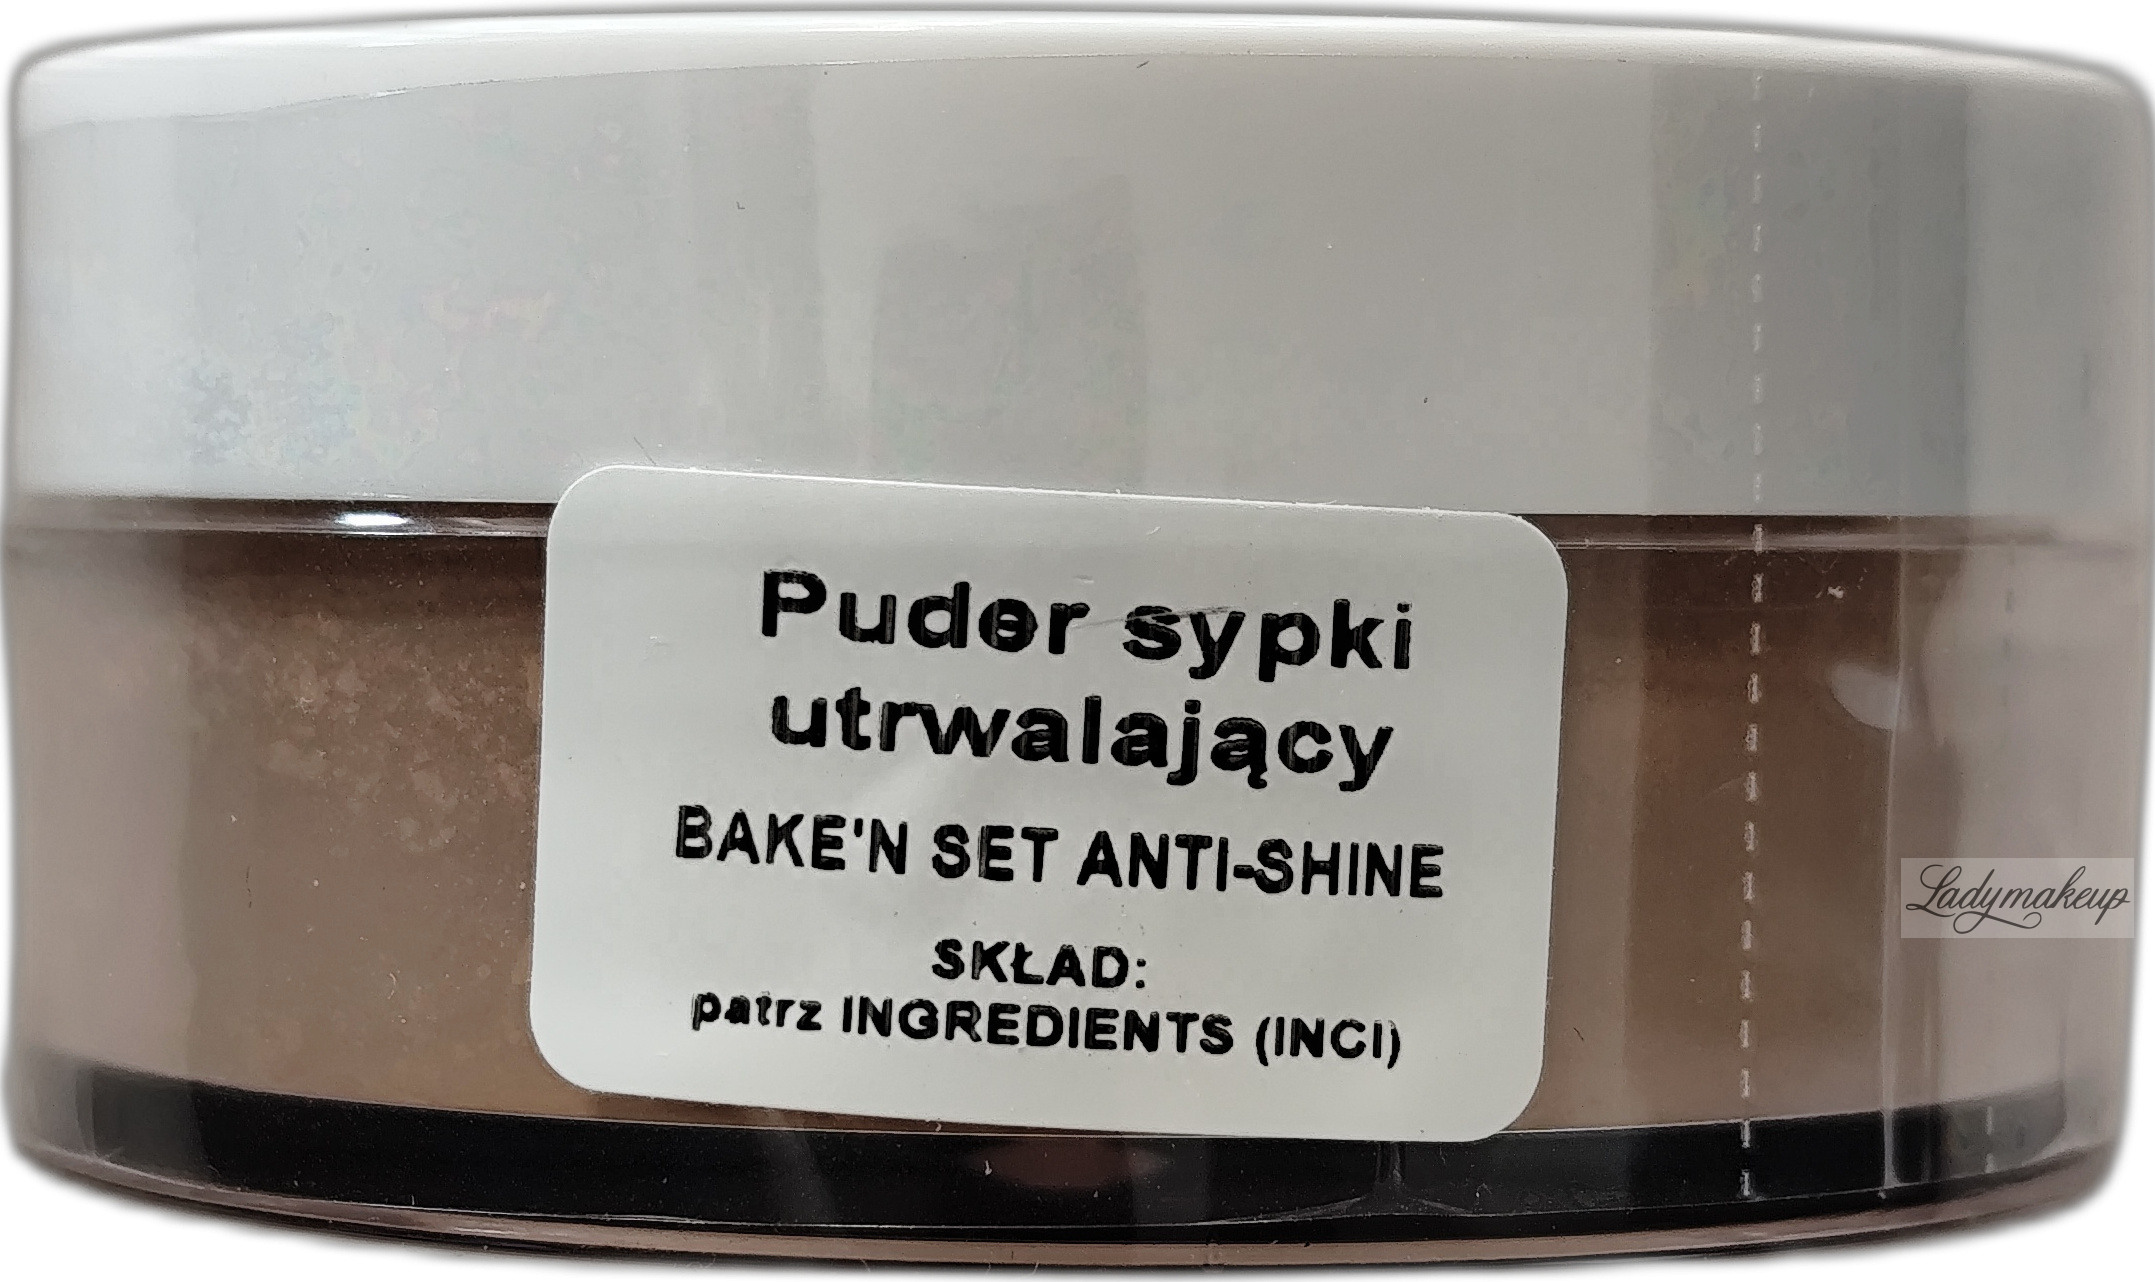 Puder sypki
utrwalający
BAKE'N SET ANTI-SHINE
SKŁAD:
patrz INGREDIENTS (INCI)
Ladymakeup